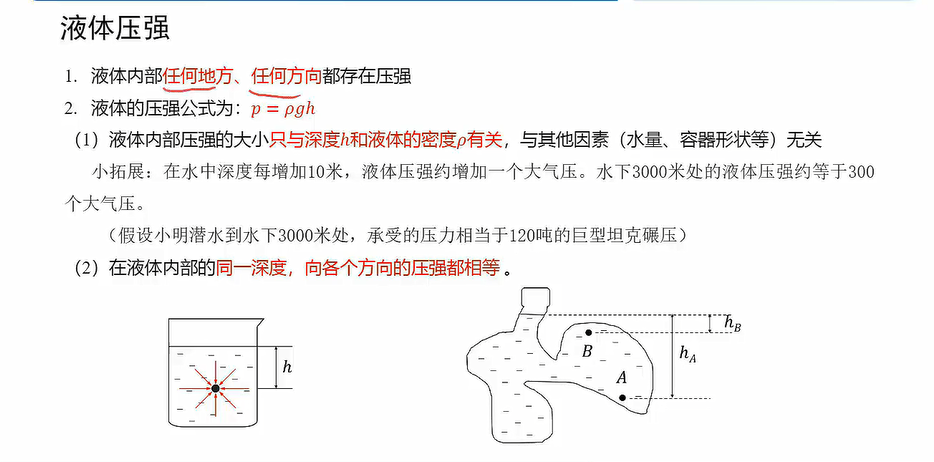 液体压强
1. 液体内部任何地方、任何方向都存在压强
2. 液体的压强公式为：p = ρgh
（1）液体内部压强的大小只与深度h和液体的密度ρ有关，与其他因素（水量、容器形状等）无关
小拓展：在水中深度每增加10米，液体压强约增加一个大气压。水下3000米处的液体压强约等于300
个大气压。
（假设小明潜水到水下3000米处，承受的压力相当于120吨的巨型坦克碾压）
（2）在液体内部的同一深度，向各个方向的压强都相等 。
h
B
A
h_B
h_A